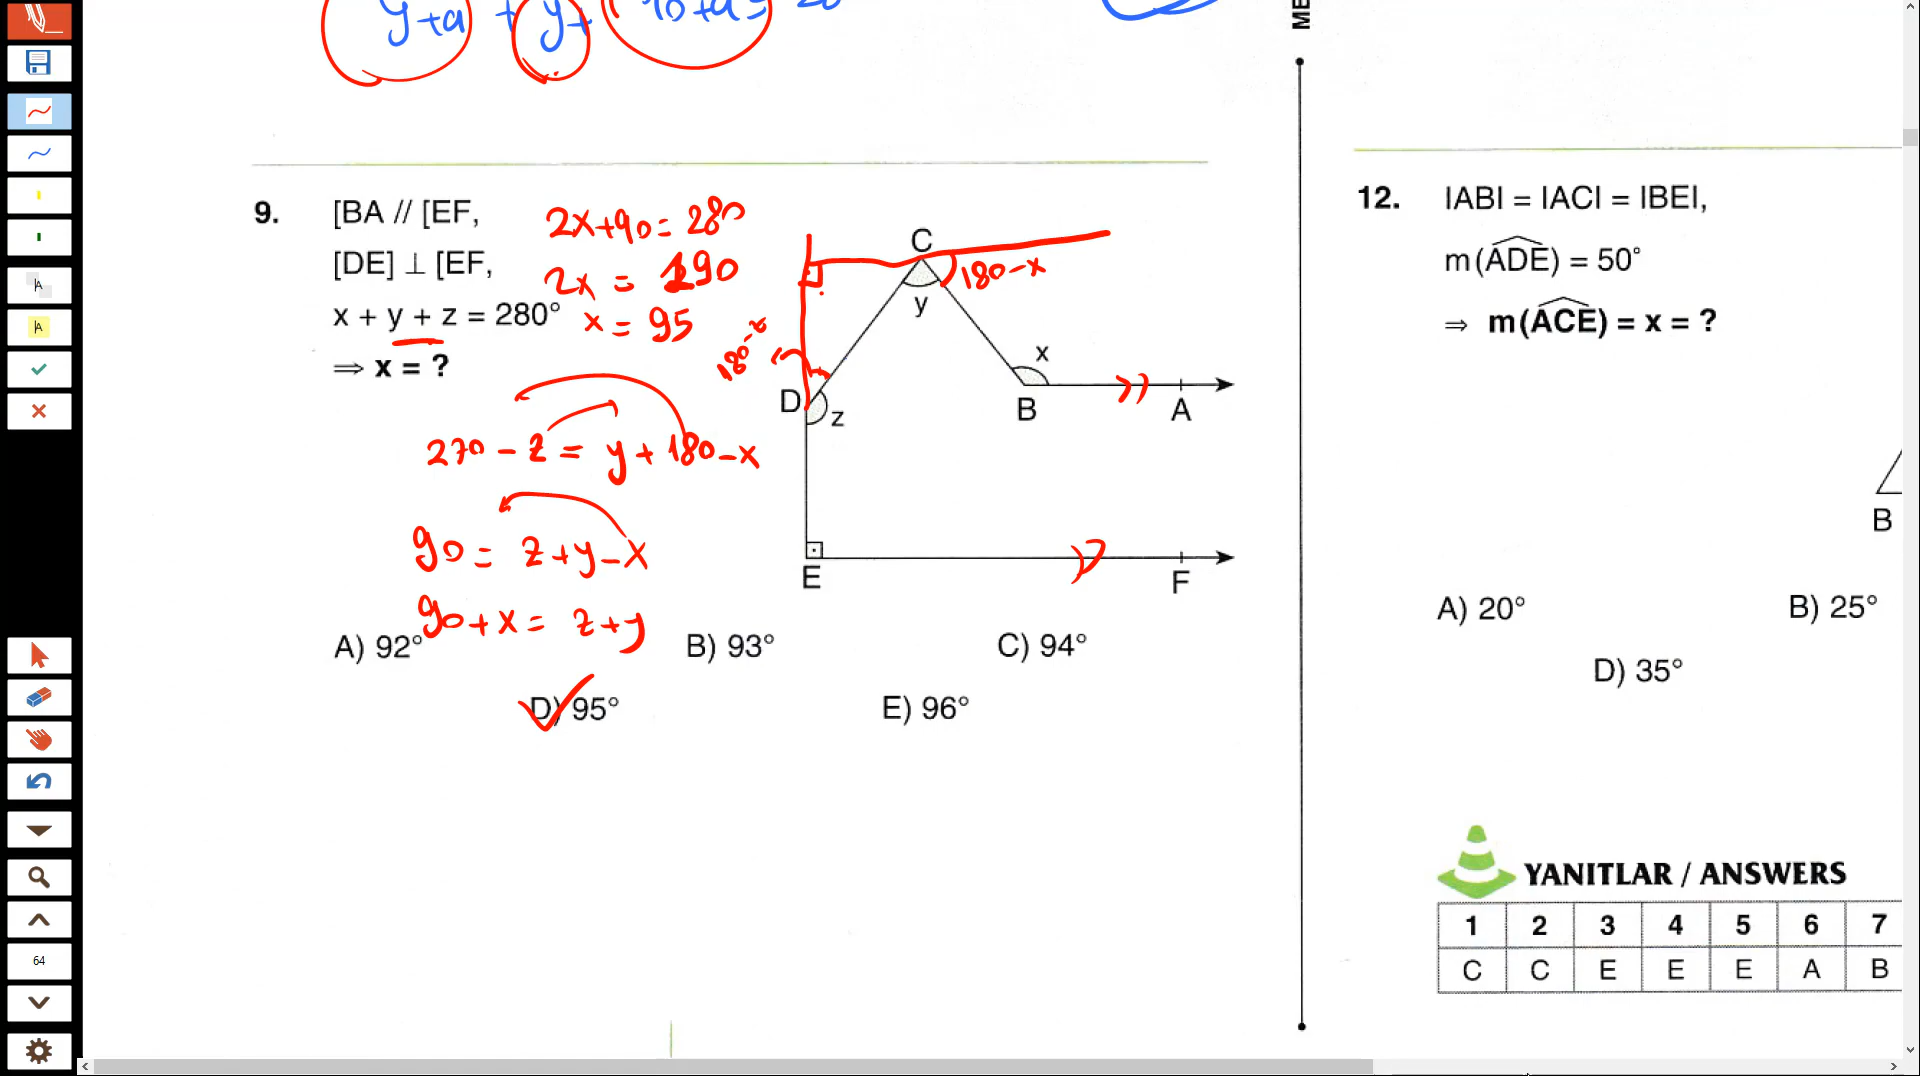 y+a + y+ 40+a = 28
ME
9.
[BA // [EF,
[DE] ⊥ [EF,
x + y + z = 280°
⇒ x = ?
2x+90=280
2x = 190
x = 95
C
180-x
y
180-x
x
D
z
B
A
E
F
270 - z = y + 180 - x
90 = z + y - x
90 + x = z + y
A) 92°
B) 93°
C) 94°
D) 95°
E) 96°
12.
IABI = IACI = IBEI,
m(ADE) = 50°
⇒ m(ACE) = x = ?
B
A) 20°
B) 25°
D) 35°
YANITLAR / ANSWERS
1 2 3 4 5 6 7
C C E E E A B
A
A
64